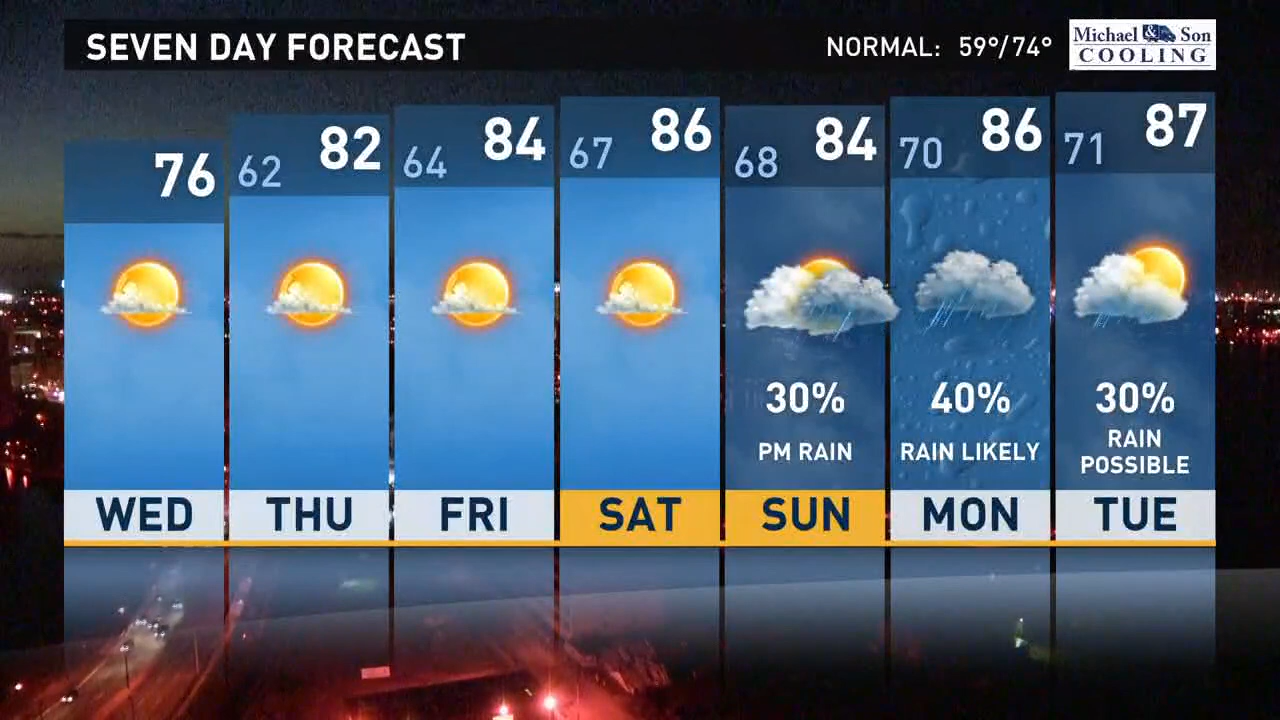 SEVEN DAY FORECAST
NORMAL: 59°/74°
Michael & Son
COOLING
76
62 82
64 84
67 86
68 84
70 86
71 87
30%
PM RAIN
40%
RAIN LIKELY
30%
RAIN
POSSIBLE
WED THU FRI SAT SUN MON TUE